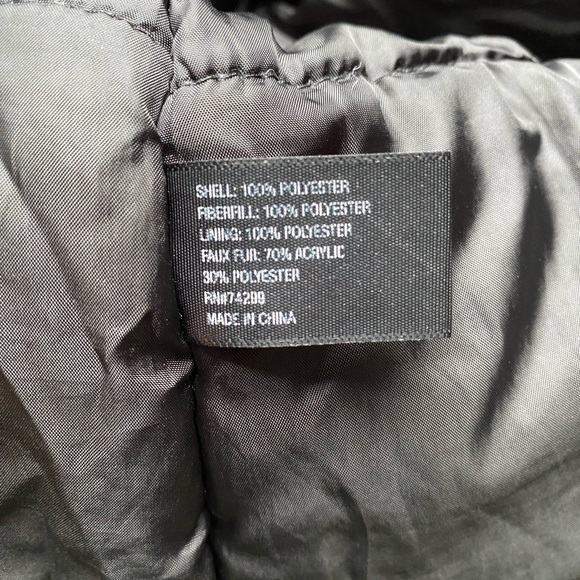 SHELL: 100% POLYESTER
FIBERFILL: 100% POLYESTER
LINING: 100% POLYESTER
FAUX FUR: 70% ACRYLIC
30% POLYESTER
RN#74299
MADE IN CHINA